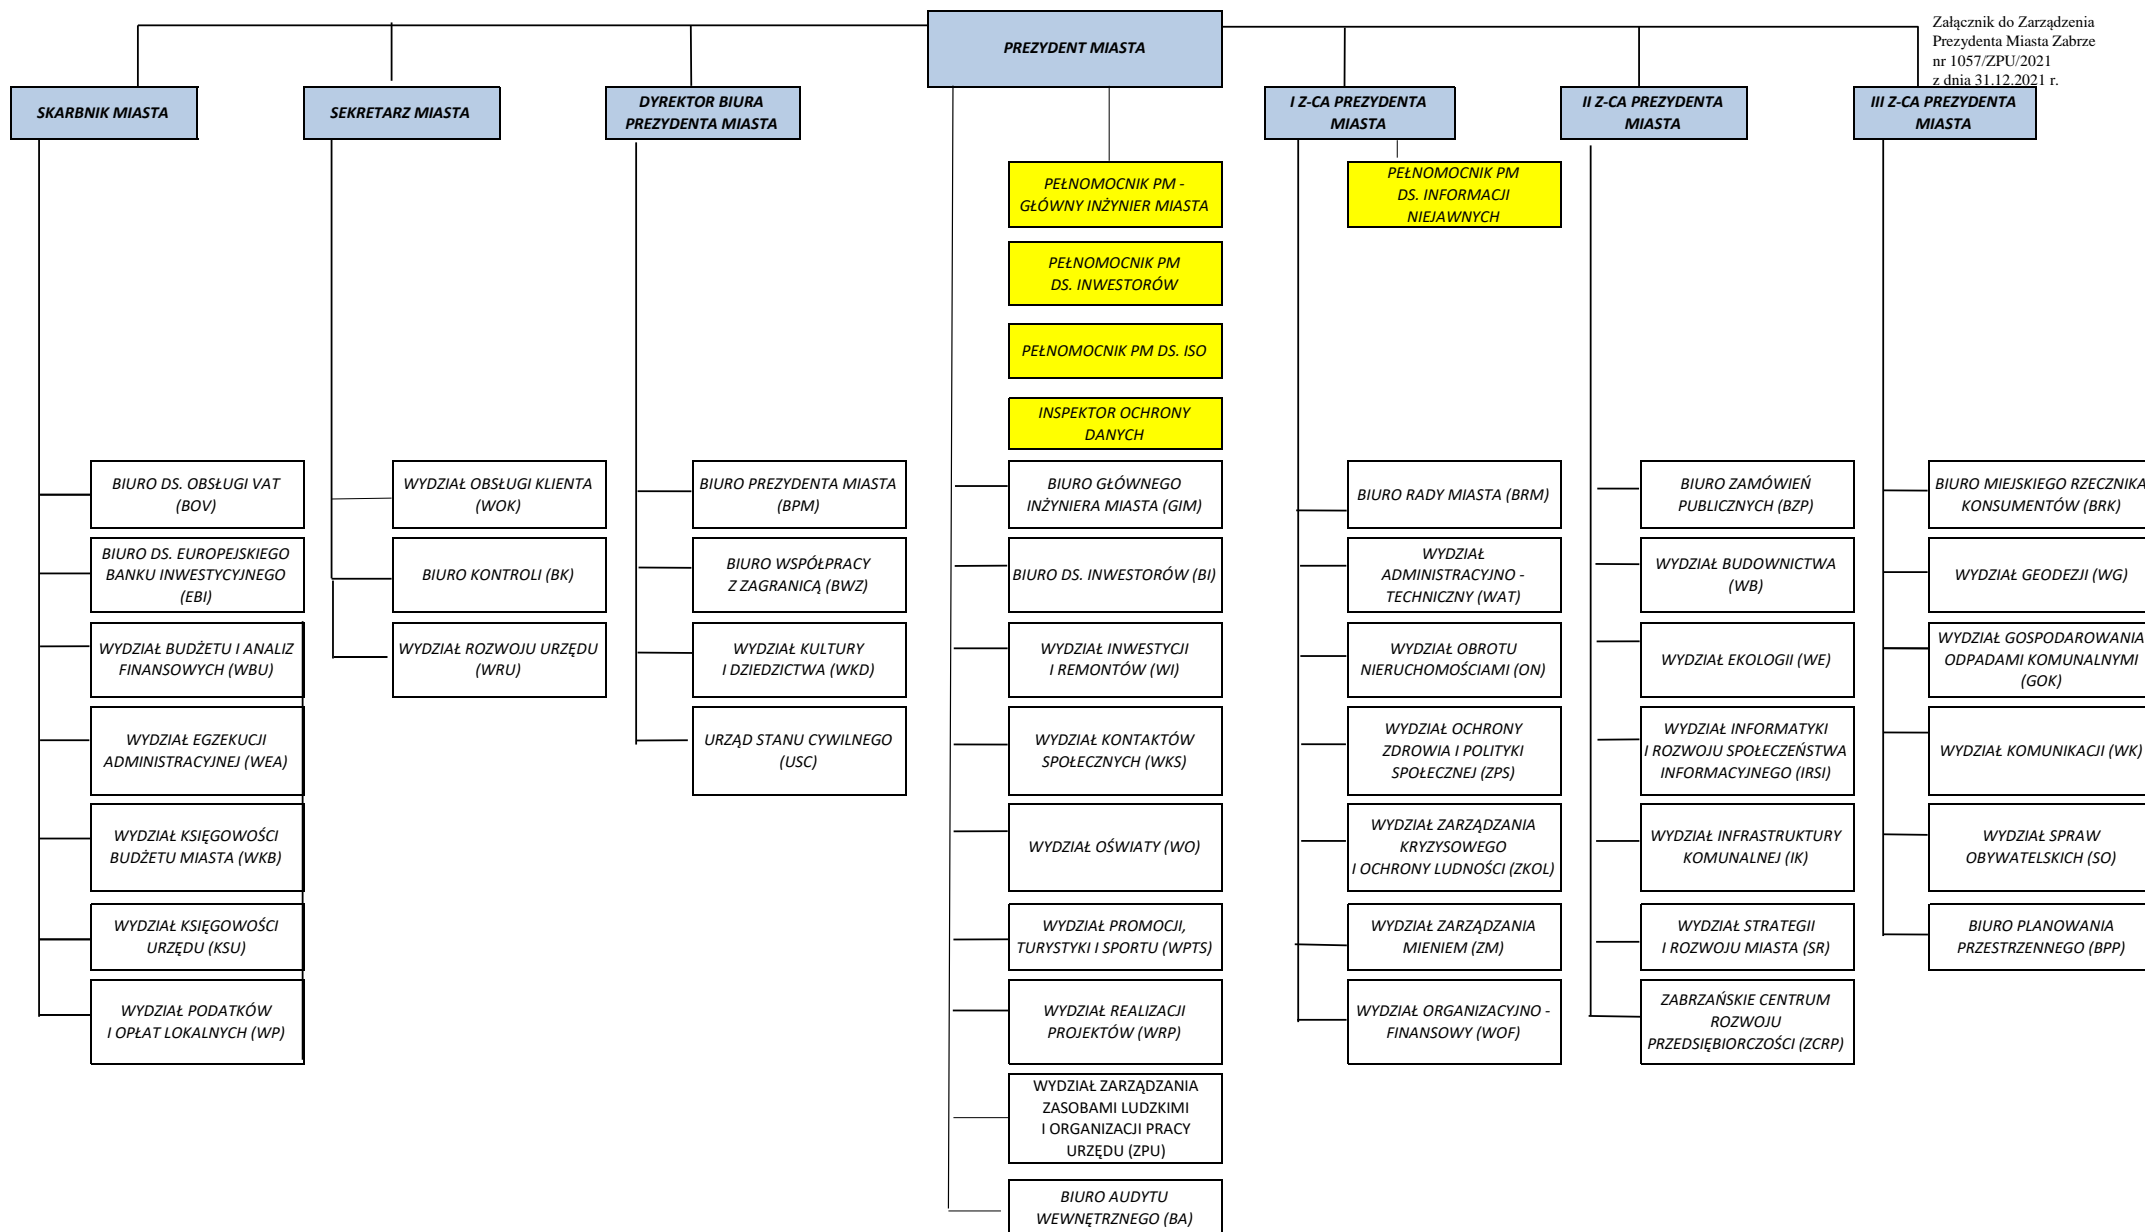 Załącznik do Zarządzenia
Prezydenta Miasta Zabrze
nr 1057/ZPU/2021
z dnia 31.12.2021 r.
PREZYDENT MIASTA
SKARBNIK MIASTA
SEKRETARZ MIASTA
DYREKTOR BIURA
PREZYDENTA MIASTA
I Z-CA PREZYDENTA
MIASTA
II Z-CA PREZYDENTA
MIASTA
III Z-CA PREZYDENTA
MIASTA
PEŁNOMOCNIK PM -
GŁÓWNY INŻYNIER MIASTA
PEŁNOMOCNIK PM
DS. INFORMACJI
NIEJAWNYCH
PEŁNOMOCNIK PM
DS. INWESTORÓW
PEŁNOMOCNIK PM DS. ISO
INSPEKTOR OCHRONY
DANYCH
BIURO DS. OBSŁUGI VAT
(BOV)
WYDZIAŁ OBSŁUGI KLIENTA
(WOK)
BIURO PREZYDENTA MIASTA
(BPM)
BIURO GŁÓWNEGO
INŻYNIERA MIASTA (GIM)
BIURO RADY MIASTA (BRM)
BIURO ZAMÓWIEŃ
PUBLICZNYCH (BZP)
BIURO MIEJSKIEGO RZECZNIKA
KONSUMENTÓW (BRK)
BIURO DS. EUROPEJSKIEGO
BANKU INWESTYCYJNEGO
(EBI)
BIURO KONTROLI (BK)
BIURO WSPÓŁPRACY
Z ZAGRANICĄ (BWZ)
BIURO DS. INWESTORÓW (BI)
WYDZIAŁ
ADMINISTRACYJNO -
TECHNICZNY (WAT)
WYDZIAŁ BUDOWNICTWA
(WB)
WYDZIAŁ GEODEZJI (WG)
WYDZIAŁ BUDŻETU I ANALIZ
FINANSOWYCH (WBU)
WYDZIAŁ ROZWOJU URZĘDU
(WRU)
WYDZIAŁ KULTURY
I DZIEDZICTWA (WKD)
WYDZIAŁ INWESTYCJI
I REMONTÓW (WI)
WYDZIAŁ OBROTU
NIERUCHOMOŚCIAMI (ON)
WYDZIAŁ EKOLOGII (WE)
WYDZIAŁ GOSPODAROWANIA
ODPADAMI KOMUNALNYMI
(GOK)
WYDZIAŁ EGZEKUCJI
ADMINISTRACYJNEJ (WEA)
URZĄD STANU CYWILNEGO
(USC)
WYDZIAŁ KONTAKTÓW
SPOŁECZNYCH (WKS)
WYDZIAŁ OCHRONY
ZDROWIA I POLITYKI
SPOŁECZNEJ (ZPS)
WYDZIAŁ INFORMATYKI
I ROZWOJU SPOŁECZEŃSTWA
INFORMACYJNEGO (IRSI)
WYDZIAŁ KOMUNIKACJI (WK)
WYDZIAŁ KSIĘGOWOŚCI
BUDŻETU MIASTA (WKB)
WYDZIAŁ OŚWIATY (WO)
WYDZIAŁ ZARZĄDZANIA
KRYZYSOWEGO
I OCHRONY LUDNOŚCI (ZKOL)
WYDZIAŁ INFRASTRUKTURY
KOMUNALNEJ (IK)
WYDZIAŁ SPRAW
OBYWATELSKICH (SO)
WYDZIAŁ KSIĘGOWOŚCI
URZĘDU (KSU)
WYDZIAŁ PROMOCJI,
TURYSTYKI I SPORTU (WPTS)
WYDZIAŁ ZARZĄDZANIA
MIENIEM (ZM)
WYDZIAŁ STRATEGII
I ROZWOJU MIASTA (SR)
BIURO PLANOWANIA
PRZESTRZENNEGO (BPP)
WYDZIAŁ PODATKÓW
I OPŁAT LOKALNYCH (WP)
WYDZIAŁ REALIZACJI
PROJEKTÓW (WRP)
WYDZIAŁ ORGANIZACYJNO -
FINANSOWY (WOF)
ZABRZAŃSKIE CENTRUM
ROZWOJU
PRZEDSIĘBIORCZOŚCI (ZCRP)
WYDZIAŁ ZARZĄDZANIA
ZASOBAMI LUDZKIMI
I ORGANIZACJI PRACY
URZĘDU (ZPU)
BIURO AUDYTU
WEWNĘTRZNEGO (BA)